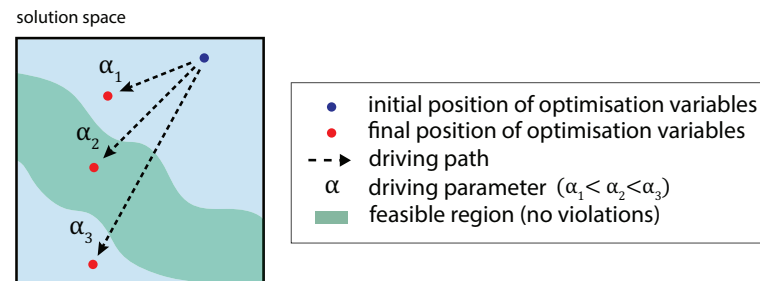 solution space
α₁
α₂
α₃
initial position of optimisation variables
final position of optimisation variables
driving path
α driving parameter (α₁< α₂<α₃)
feasible region (no violations)